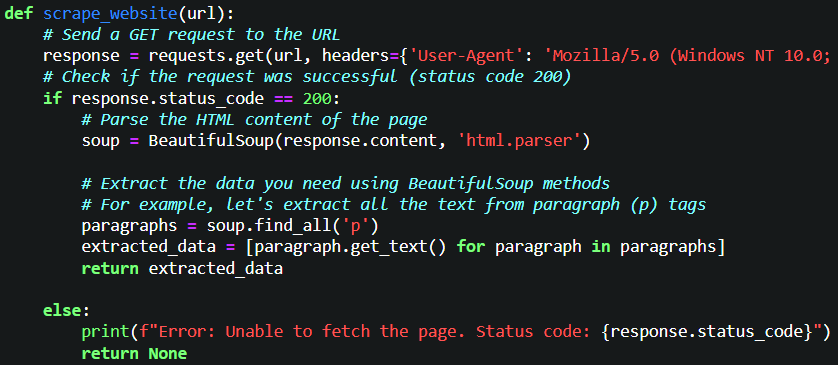 def scrape_website(url):
    # Send a GET request to the URL
    response = requests.get(url, headers={'User-Agent': 'Mozilla/5.0 (Windows NT 10.0;
    # Check if the request was successful (status code 200)
    if response.status_code == 200:
        # Parse the HTML content of the page
        soup = BeautifulSoup(response.content, 'html.parser')

        # Extract the data you need using BeautifulSoup methods
        # For example, let's extract all the text from paragraph (p) tags
        paragraphs = soup.find_all('p')
        extracted_data = [paragraph.get_text() for paragraph in paragraphs]
        return extracted_data

    else:
        print(f"Error: Unable to fetch the page. Status code: {response.status_code}")
        return None